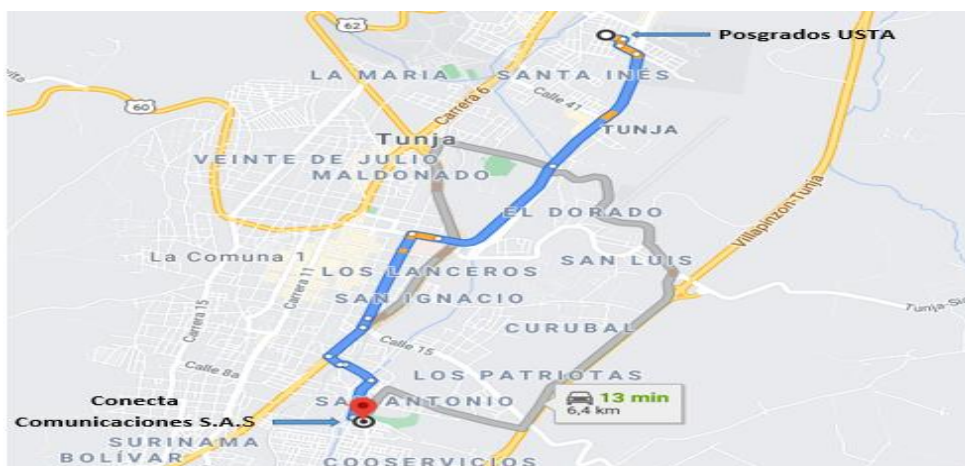 62
Posgrados USTA
LA MARIA
SANTA INÉS
Carrera 6
Calle 41
60
Tunja
TUNJA
VEINTE DE JULIO
MALDONADO
EL DORADO
Villapinzon-Tunja
La Comuna 1
LOS LANCEROS
SAN LUIS
Carrera 11
SAN IGNACIO
Carrera 15
CURUBAL
Calle 15
Calle 8a
LOS PATRIOTAS
Conecta
Comunicaciones S.A.S
SAN ANTONIO
13 min
6,4 km
SURINAMA
BOLÍVAR
COOSERVICIOS